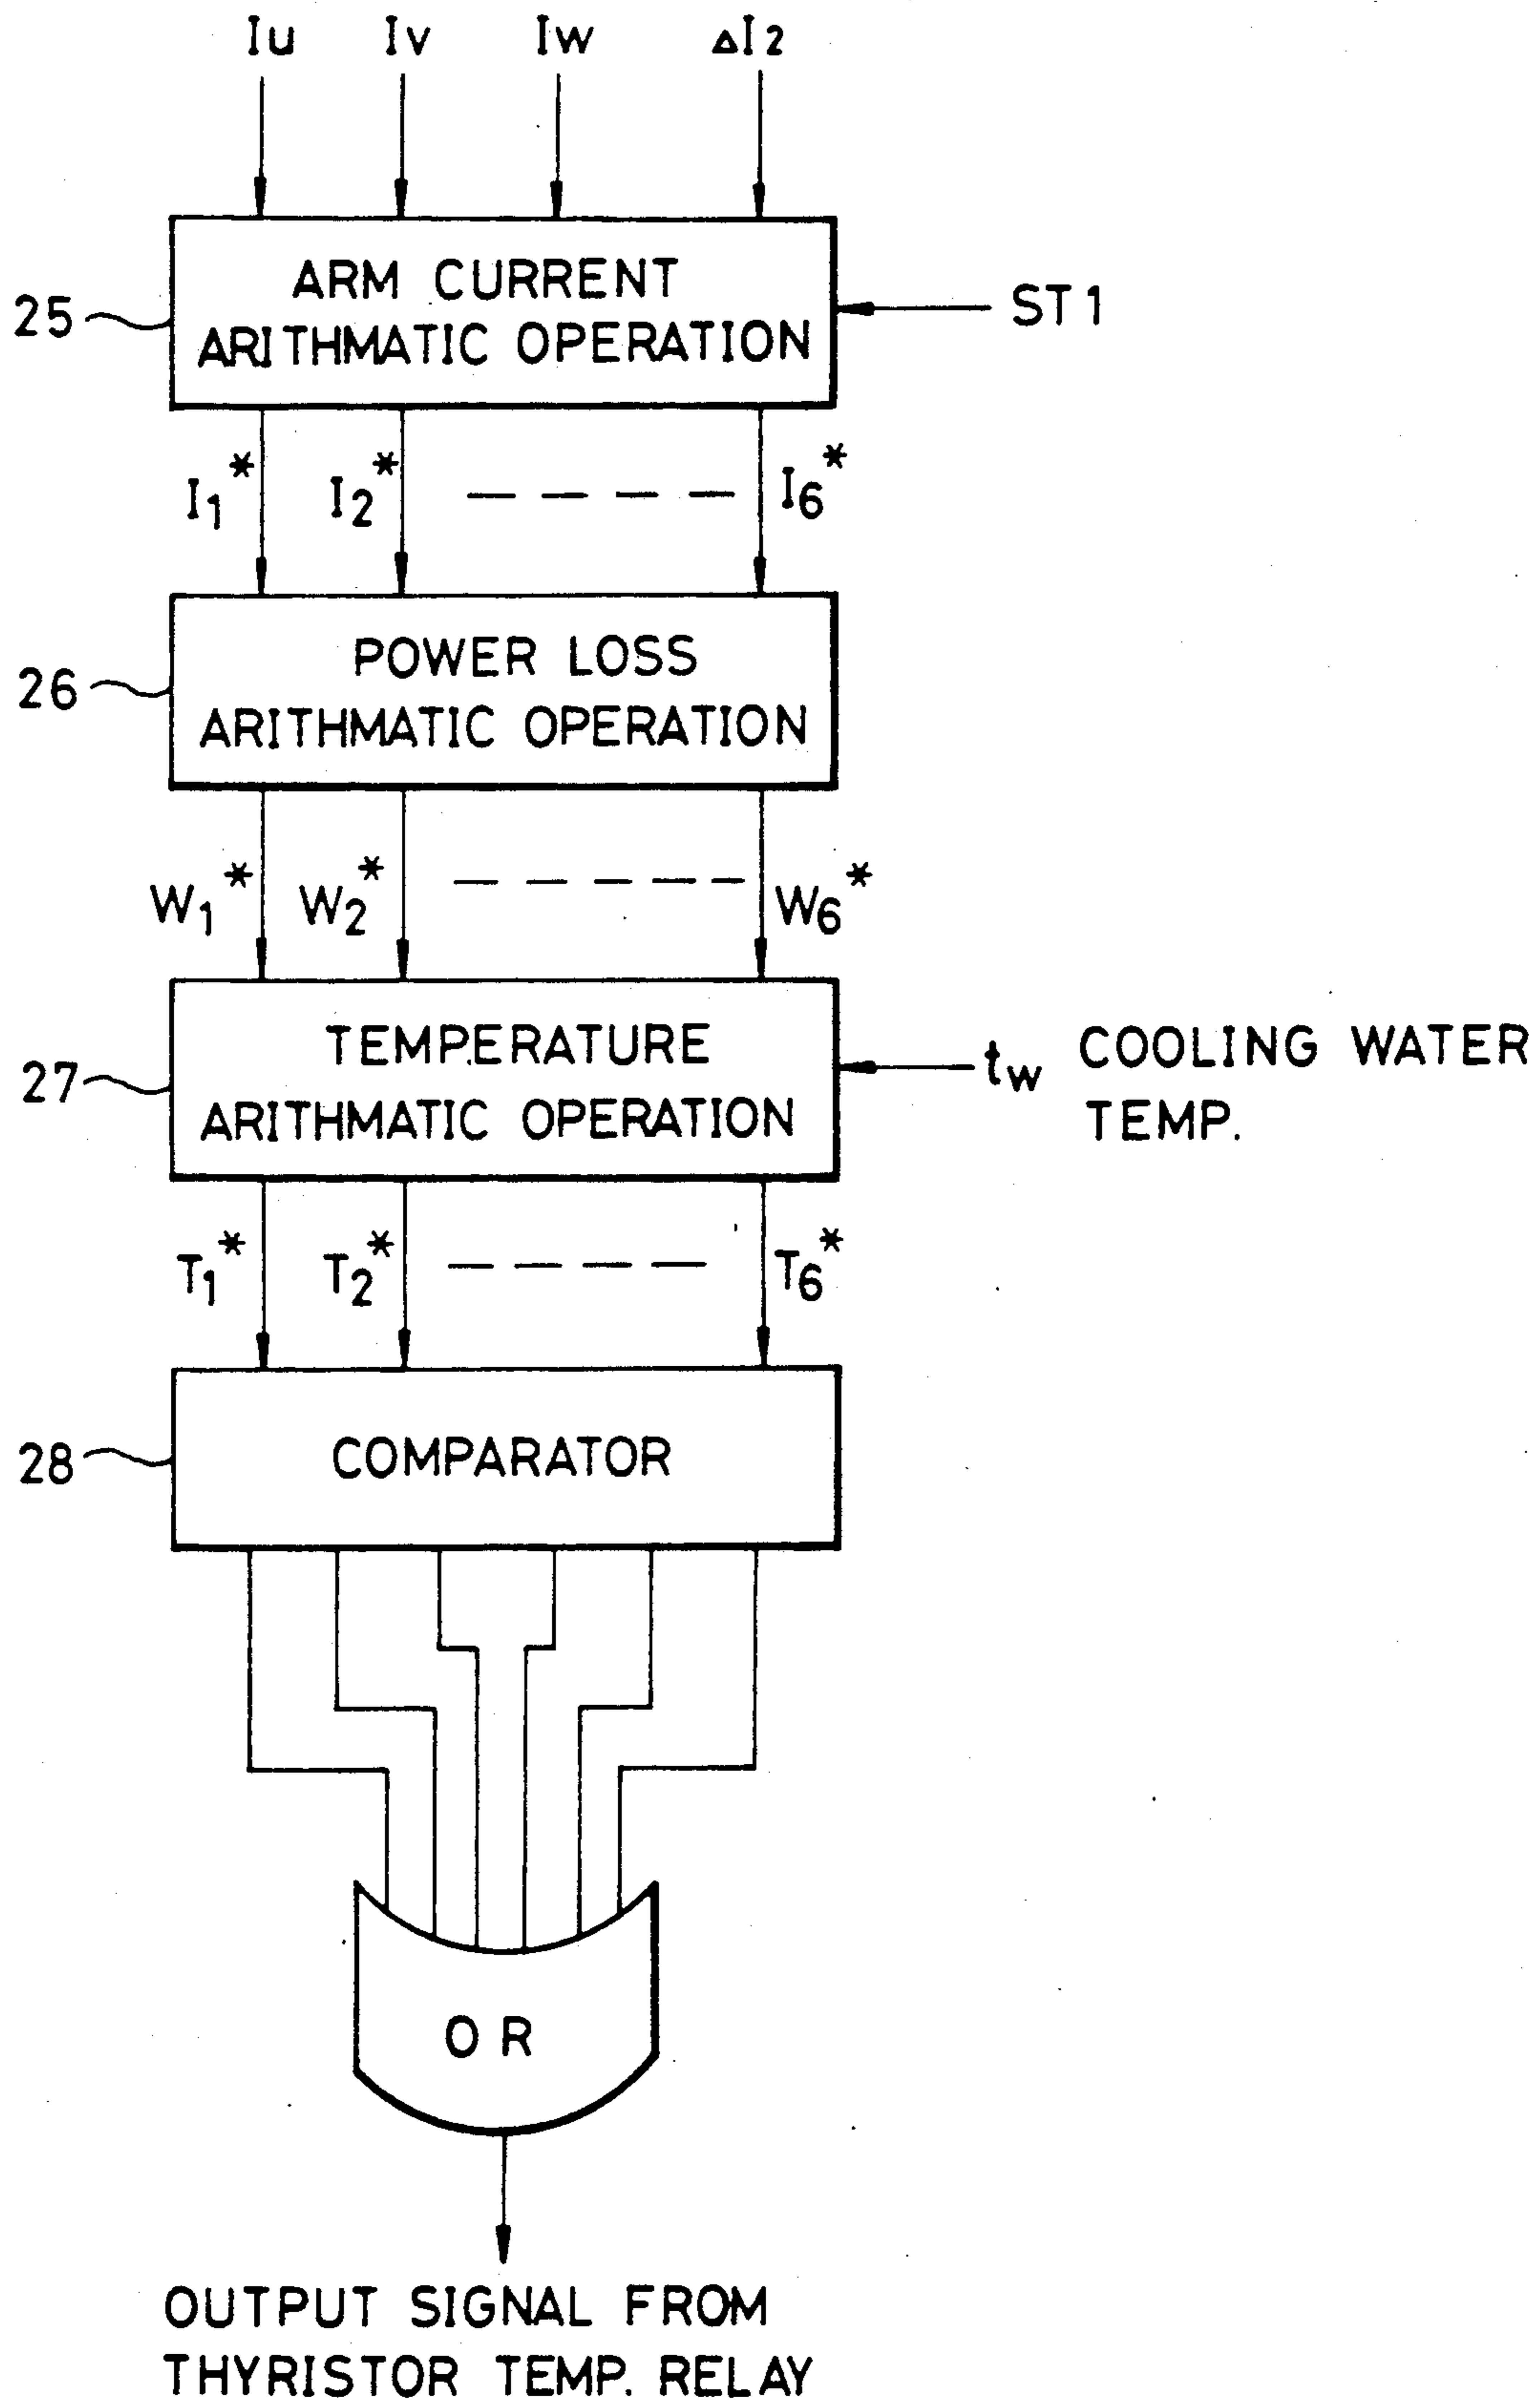 Iu Iv Iw ΔI2
ARM CURRENT
ARITHMATIC OPERATION
25
ST1
I1* I2* ---- I6*
POWER LOSS
ARITHMATIC OPERATION
26
W1* W2* ----- W6*
TEMPERATURE
ARITHMATIC OPERATION
27
tw COOLING WATER
TEMP.
T1* T2* ---- T6*
COMPARATOR
28
OR
OUTPUT SIGNAL FROM
THYRISTOR TEMP. RELAY